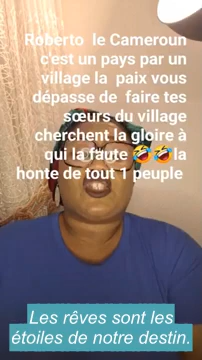 Roberto le Cameroun
c'est un pays par un
village la paix vous
dépasse de faire tes
sœurs du village
cherchent la gloire à
qui la faute 🤣🤣la
honte de tout 1 peuple
Les rêves sont les
étoiles de notre destin.